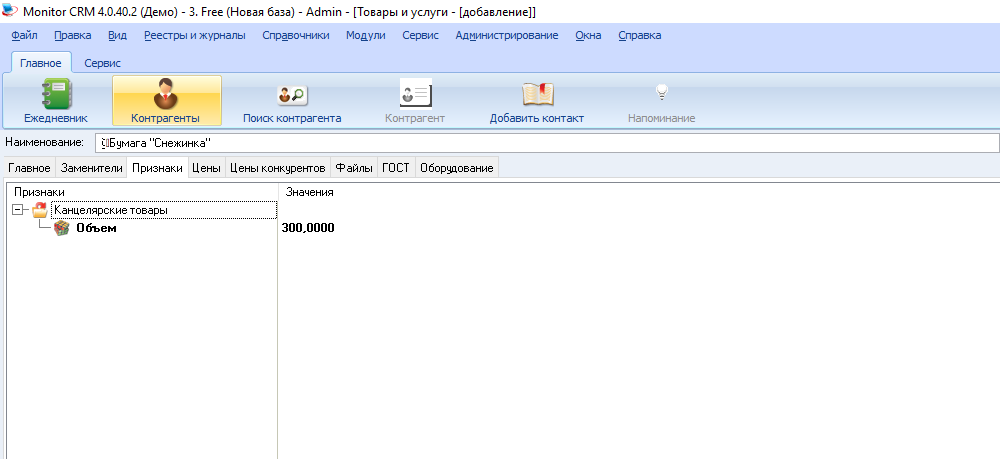 Monitor CRM 4.0.40.2 (Демо) - 3. Free (Новая база) - Admin - [Товары и услуги - [добавление]]
Файл Правка Вид Реестры и журналы Справочники Модули Сервис Администрирование Окна Справка
Главное Сервис
Ежедневник Контрагенты Поиск контрагента Контрагент Добавить контакт Напоминание
Наименование: Бумага "Снежинка"
Главное Заменители Признаки Цены Цены конкурентов Файлы ГОСТ Оборудование
Признаки Значения
Канцелярские товары
Объем 300,0000